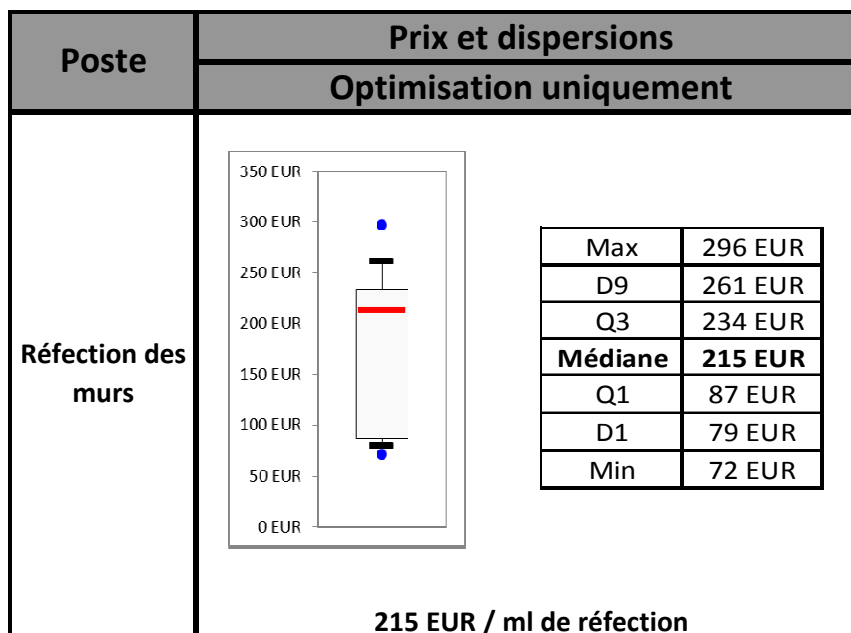 Poste
Prix et dispersions
Optimisation uniquement
Réfection des
murs
350 EUR
300 EUR
250 EUR
200 EUR
150 EUR
100 EUR
50 EUR
0 EUR
Max 296 EUR
D9 261 EUR
Q3 234 EUR
Médiane 215 EUR
Q1 87 EUR
D1 79 EUR
Min 72 EUR
215 EUR / ml de réfection